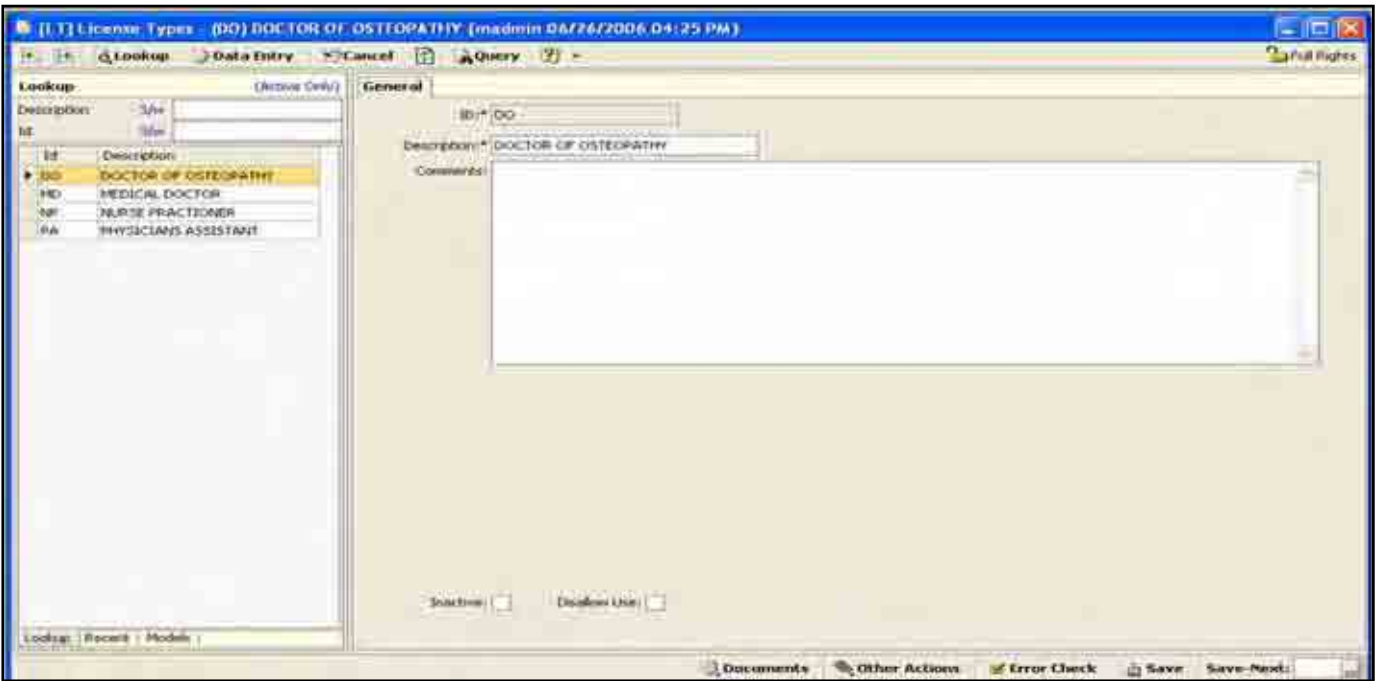 [LT] License Types - (DO) DOCTOR OF OSTEOPATHY {madmin 06/26/2006 04:25 PM}
Lookup Data Entry Cancel Query Full Rights
Lookup (Active Only)
Description
Id
Id Description
DO DOCTOR OF OSTEOPATHY
MD MEDICAL DOCTOR
NP NURSE PRACTIONER
PA PHYSICIANS ASSISTANT
Lookup Recent Models
General
ID:* DO
Description:* DOCTOR OF OSTEOPATHY
Comments:
Inactive: Disallow Use:
Documents Other Actions Error Check Save Save-Next: